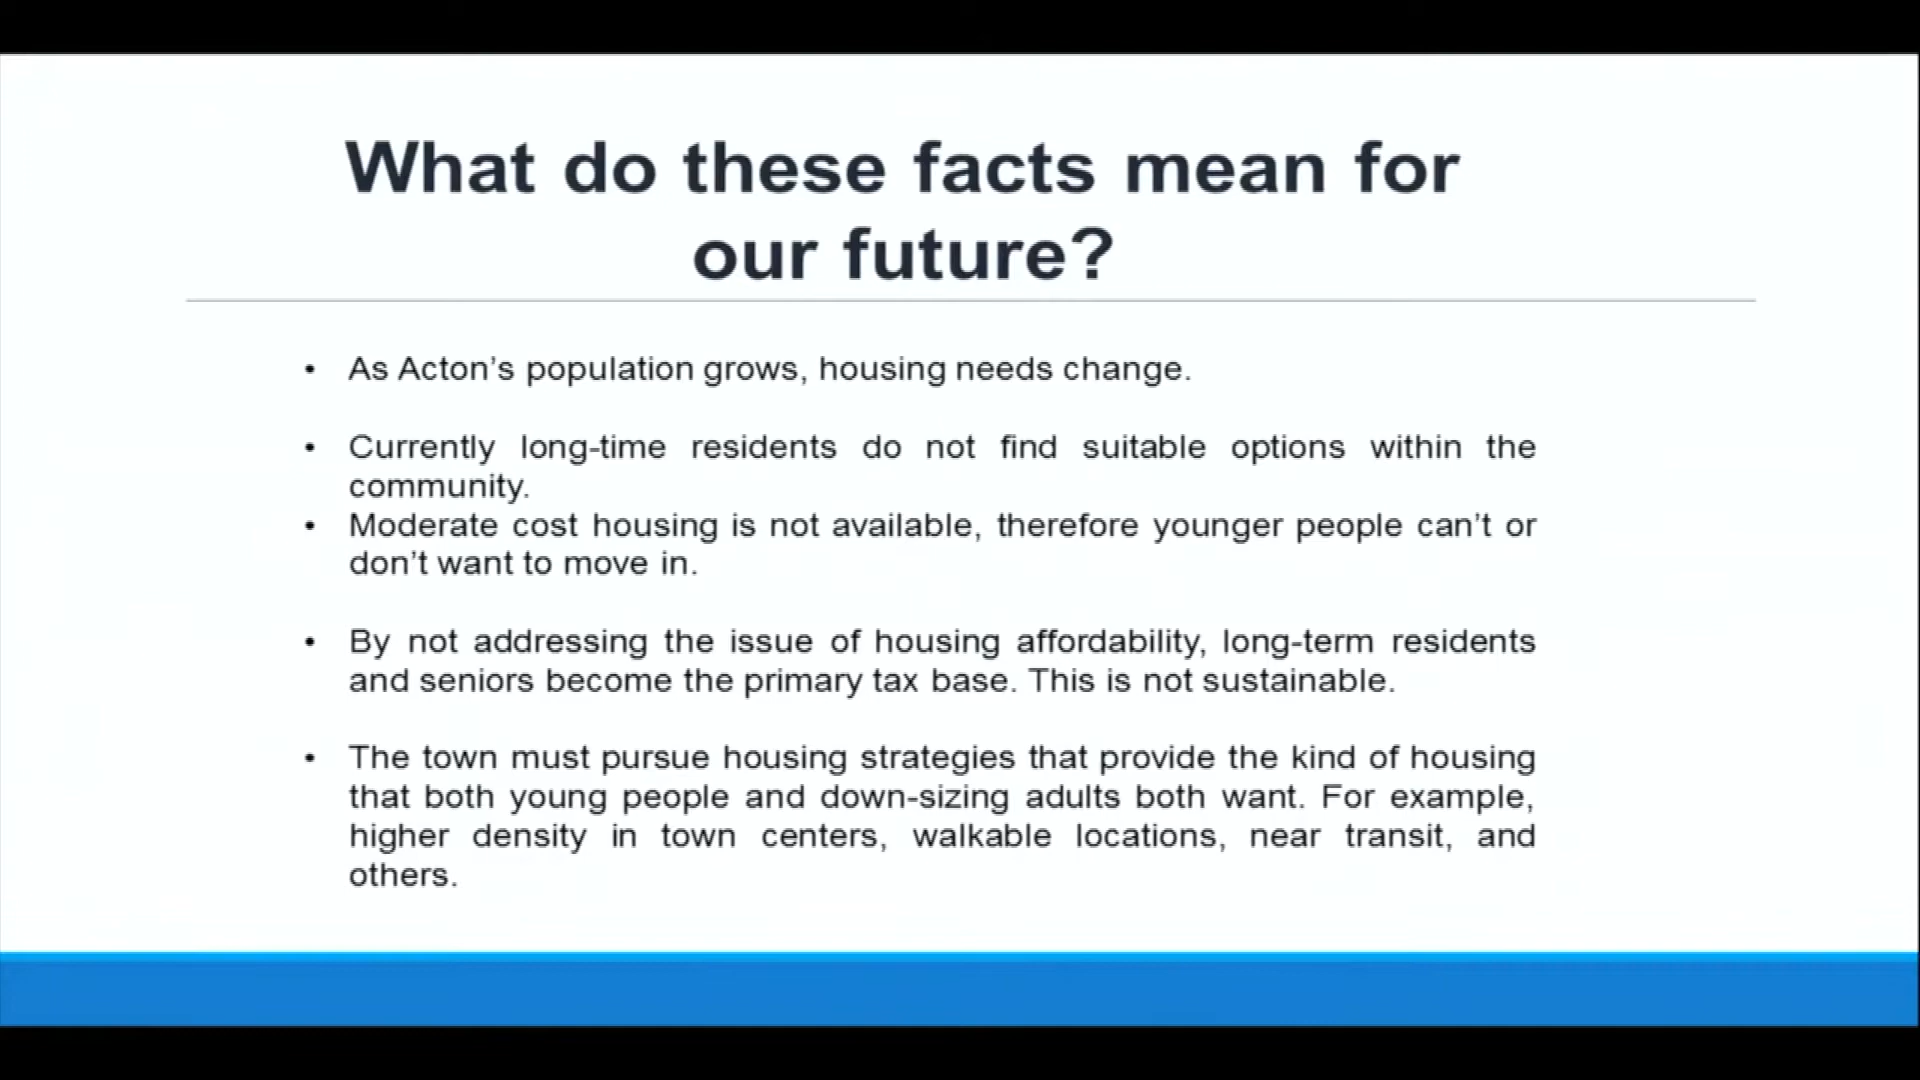 What do these facts mean for
our future?
• As Acton’s population grows, housing needs change.
• Currently long-time residents do not find suitable options within the
community.
• Moderate cost housing is not available, therefore younger people can’t or
don’t want to move in.
• By not addressing the issue of housing affordability, long-term residents
and seniors become the primary tax base. This is not sustainable.
• The town must pursue housing strategies that provide the kind of housing
that both young people and down-sizing adults both want. For example,
higher density in town centers, walkable locations, near transit, and
others.